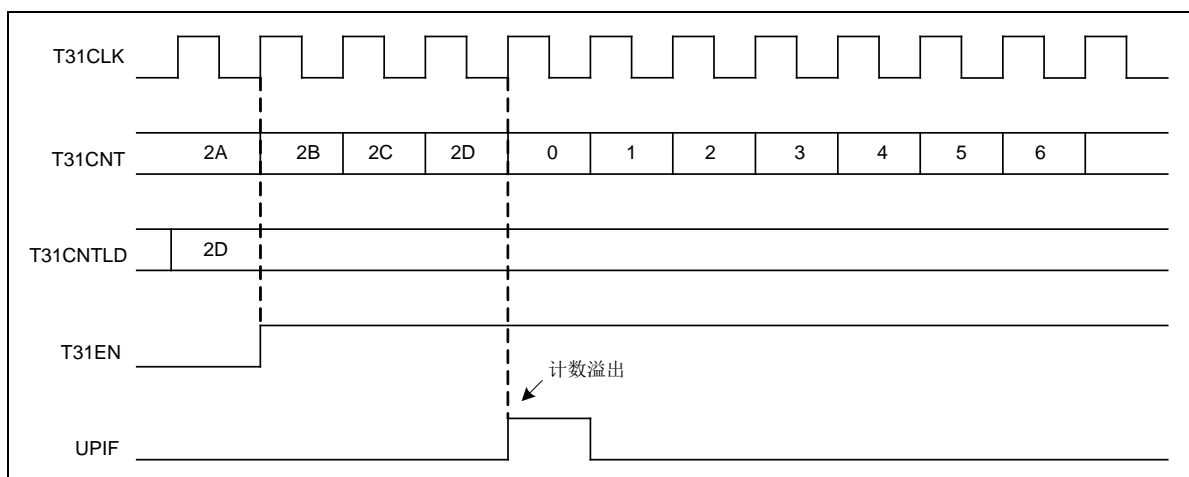 T31CLK
T31CNT
2A 2B 2C 2D 0 1 2 3 4 5 6
T31CNTLD
2D
T31EN
计数溢出
UPIF